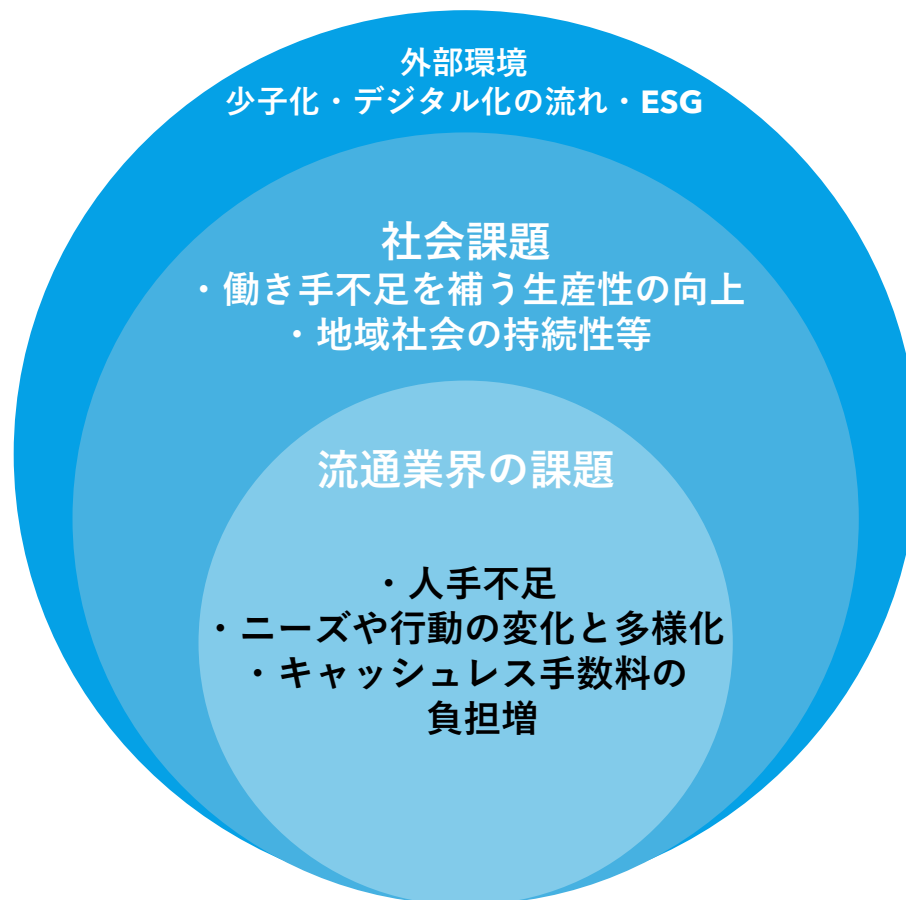 外部環境
少子化・デジタル化の流れ・ESG
社会課題
・働き手不足を補う生産性の向上
・地域社会の持続性等
流通業界の課題
・人手不足
・ニーズや行動の変化と多様化
・キャッシュレス手数料の
負担増